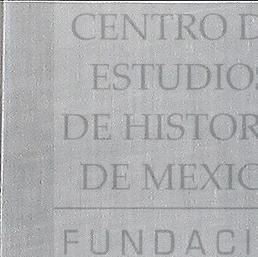 CENTRO D
ESTUDIOS
DE HISTOR
DE MEXIC
FUNDACI